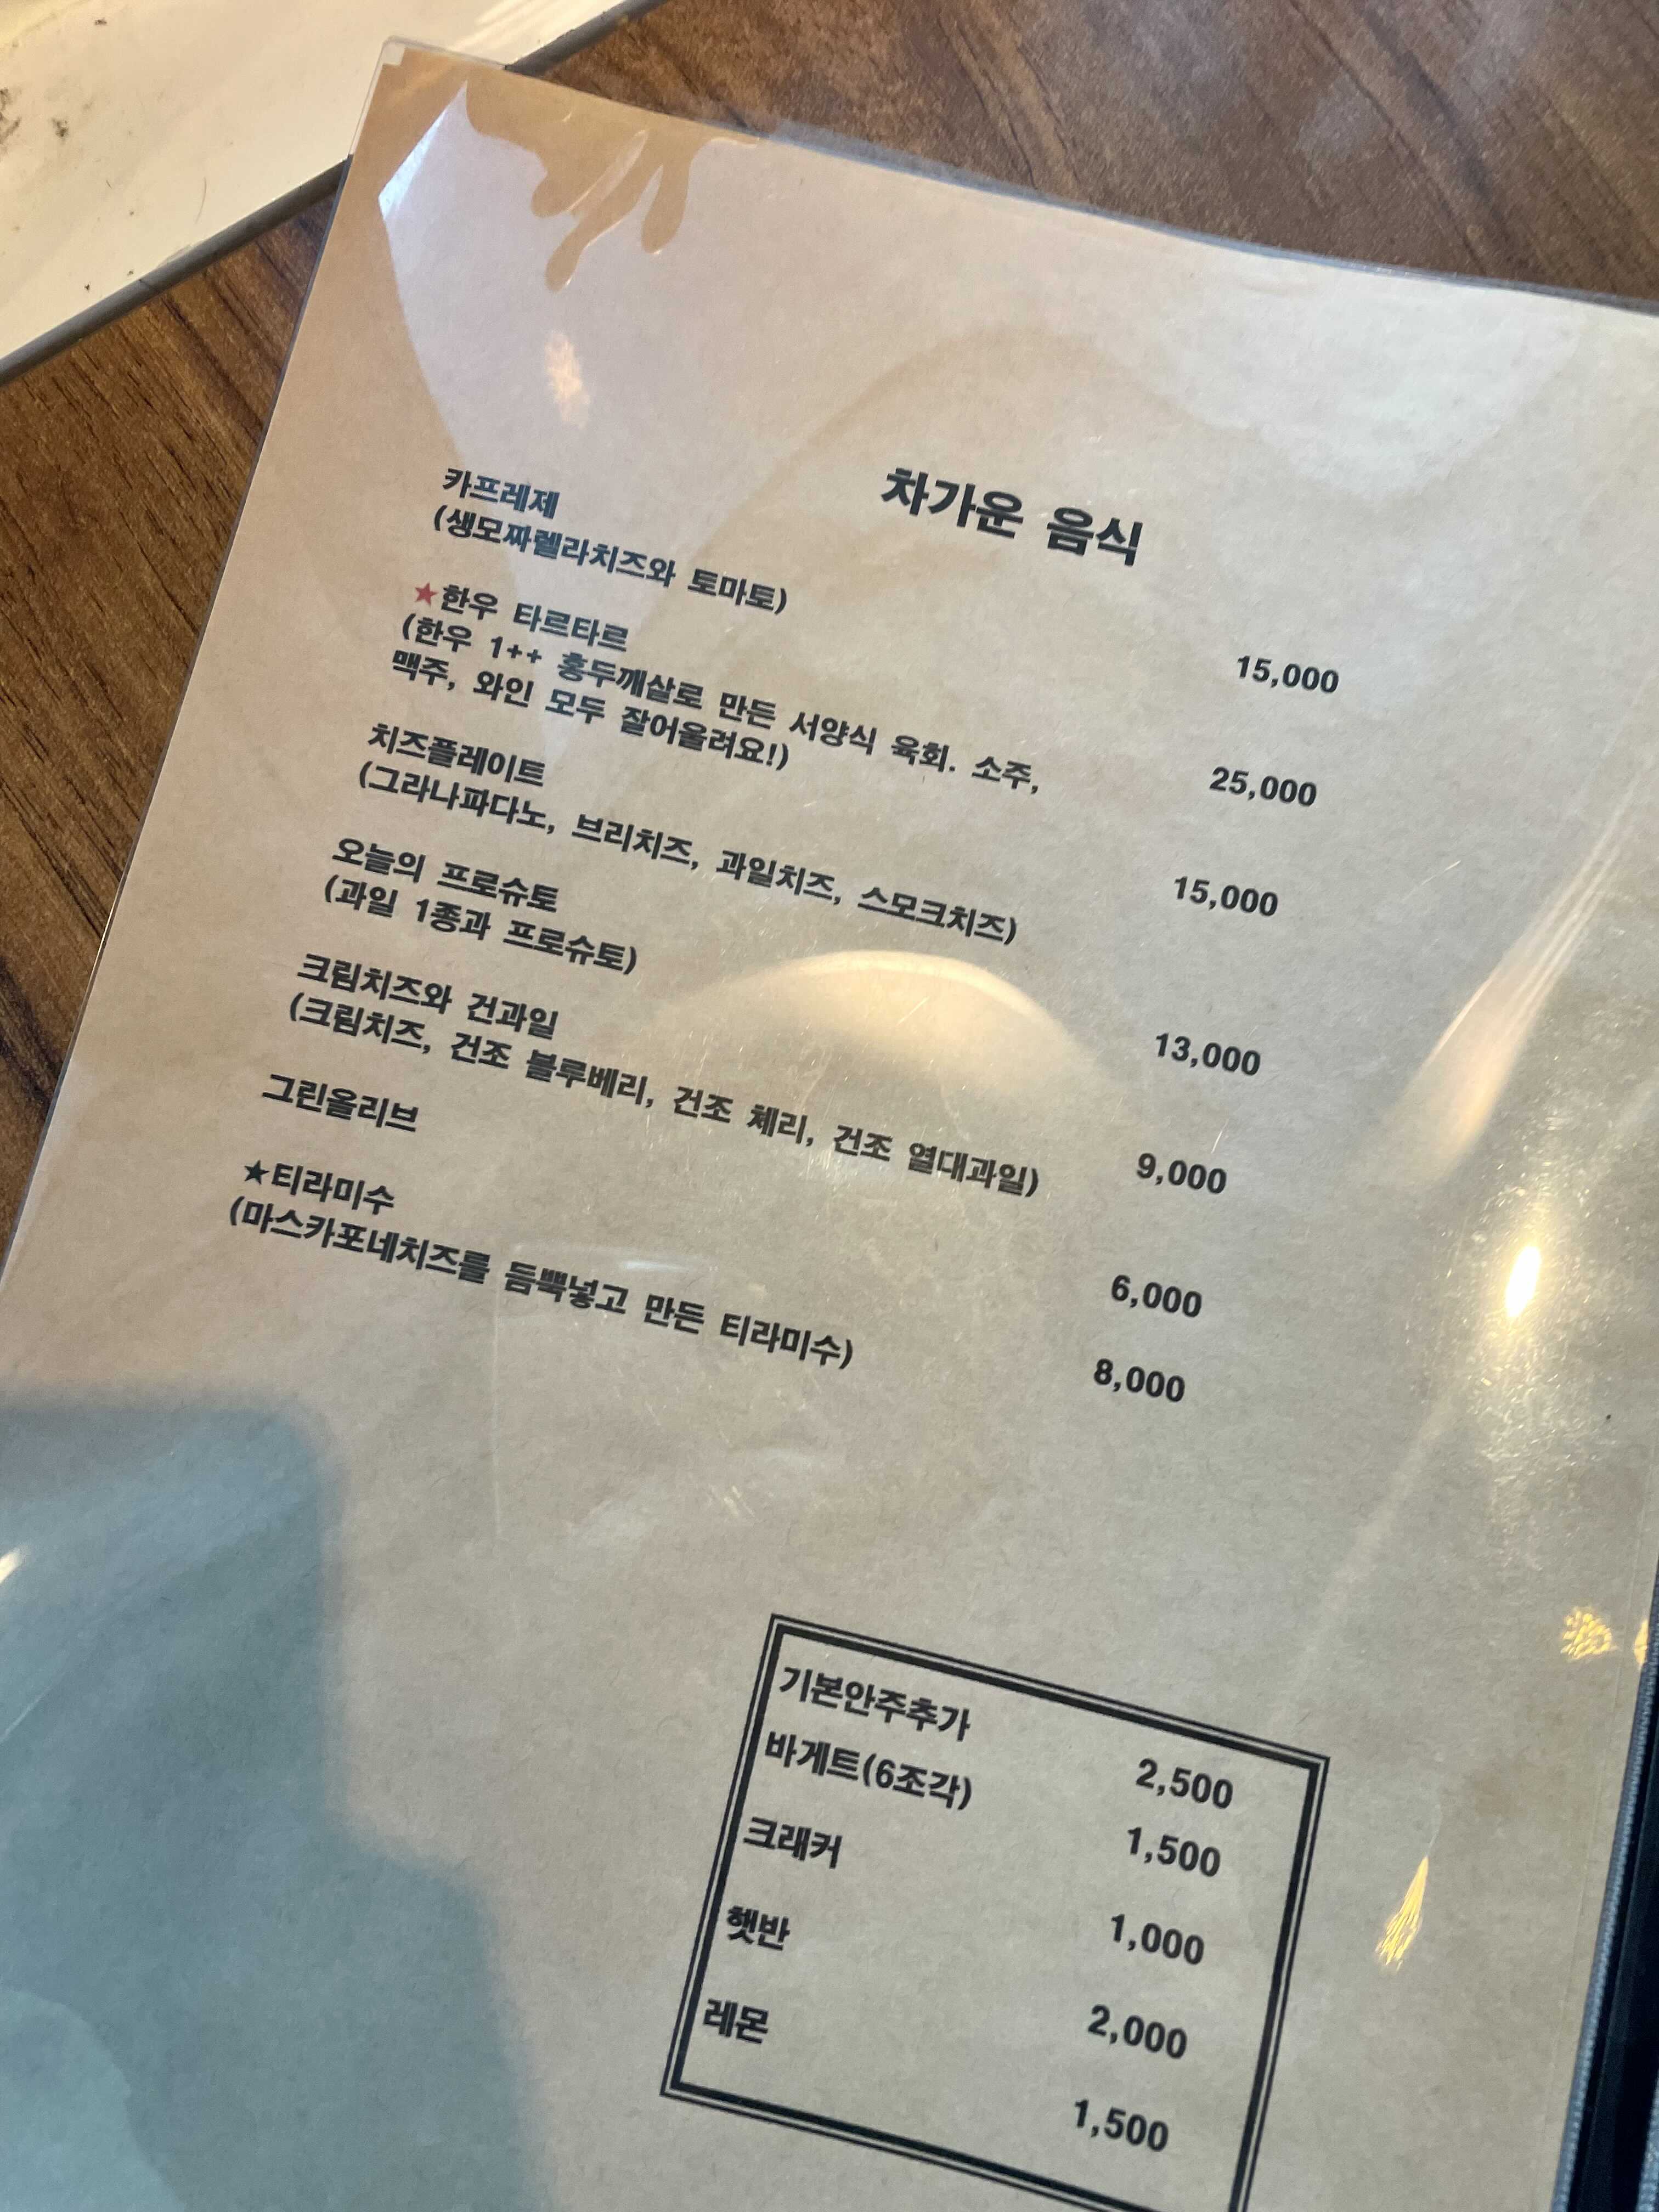 차가운 음식
카프레제 15,000
(생모짜렐라치즈와 토마토)
★한우 타르타르 25,000
(한우 1++ 홍두깨살로 만든 서양식 육회. 소주,
맥주, 와인 모두 잘어울려요!)
치즈플레이트 15,000
(그라나파다노, 브리치즈, 과일치즈, 스모크치즈)
오늘의 프로슈토 13,000
(과일 1종과 프로슈토)
크림치즈와 건과일 9,000
(크림치즈, 건조 블루베리, 건조 체리, 건조 열대과일)
그린올리브 6,000
★티라미수 8,000
(마스카포네치즈를 듬뿍넣고 만든 티라미수)
기본안주추가 2,500
바게트(6조각) 1,500
크래커 1,000
햇반 2,000
레몬 1,500